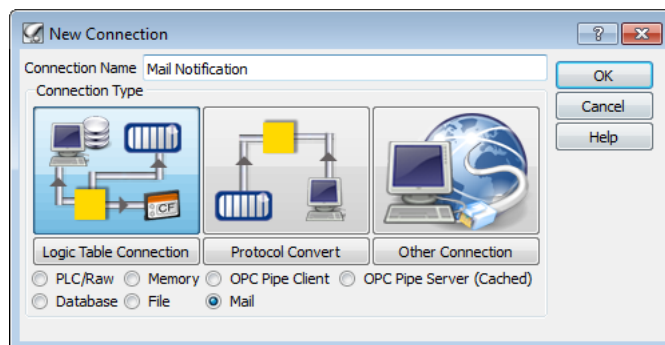 New Connection
?
Connection Name Mail Notification
OK
Connection Type
Cancel
Help
CF
Logic Table Connection Protocol Convert Other Connection
PLC/Raw Memory OPC Pipe Client OPC Pipe Server (Cached)
Database File Mail